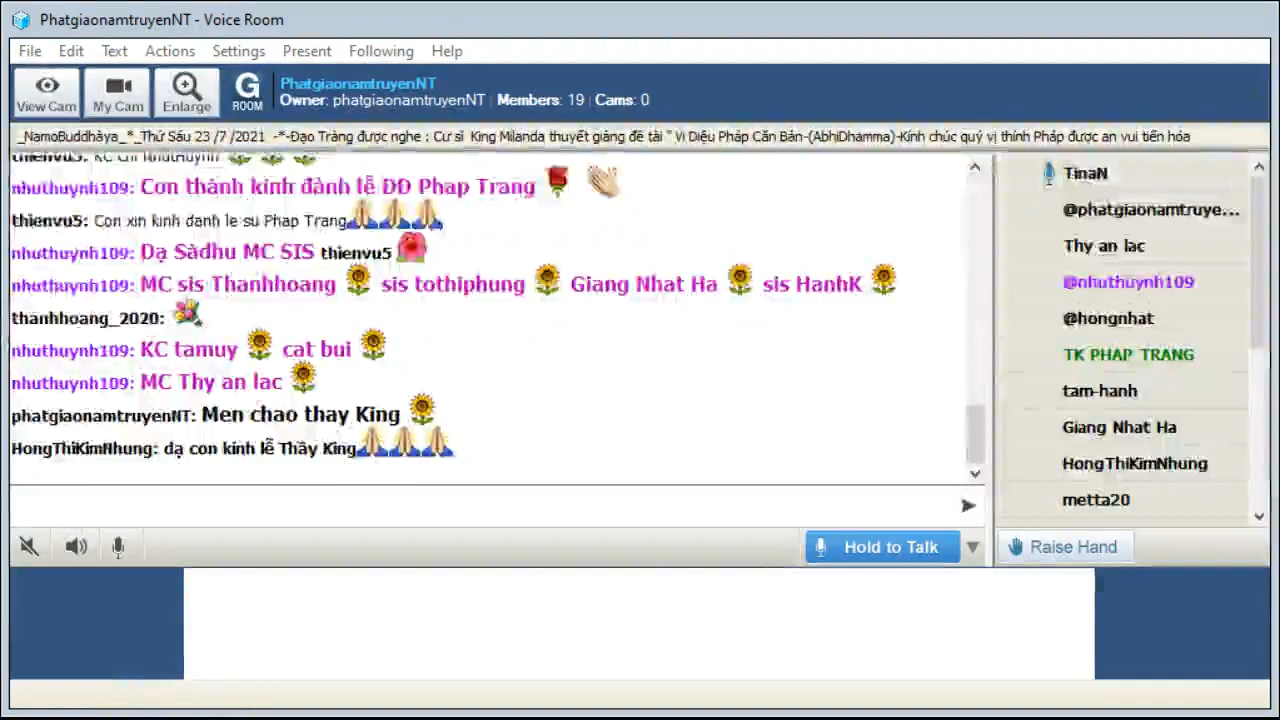 PhatgiaonamtruyenNT - Voice Room
File Edit Text Actions Settings Present Following Help
View Cam
My Cam
Enlarge
G
ROOM
PhatgiaonamtruyenNT
Owner: phatgiaonamtruyenNT | Members: 19 | Cams: 0
_NamoBuddhàya_*_Thứ Sáu 23 /7 /2021 -*-Đạo Tràng được nghe : Cư sĩ King Milanda thuyết giảng đề tài " Vi Diệu Pháp Căn Bản-(AbhiDhamma)-Kính chúc quý vị thính Pháp được an vui tiến hóa
thienvu5: KC chi NhutHuynh
nhuthuynh109: Con thành kính đảnh lễ ĐĐ Phap Trang
thienvu5: Con xin kinh danh le su Phap Trang
nhuthuynh109: Dạ Sàdhu MC SIS thienvu5
nhuthuynh109: MC sis Thanhhoang sis tothiphung Giang Nhat Ha sis HanhK
thanhhoang_2020:
nhuthuynh109: KC tamuy cat bui
nhuthuynh109: MC Thy an lac
phatgiaonamtruyenNT: Men chao thay King
HongThiKimNhung: dạ con kính lễ Thầy King
TinaN
@phatgiaonamtruye...
Thy an lac
@nhuthuynh109
@hongnhat
TK PHAP TRANG
tam-hanh
Giang Nhat Ha
HongThiKimNhung
metta20
Hold to Talk
Raise Hand